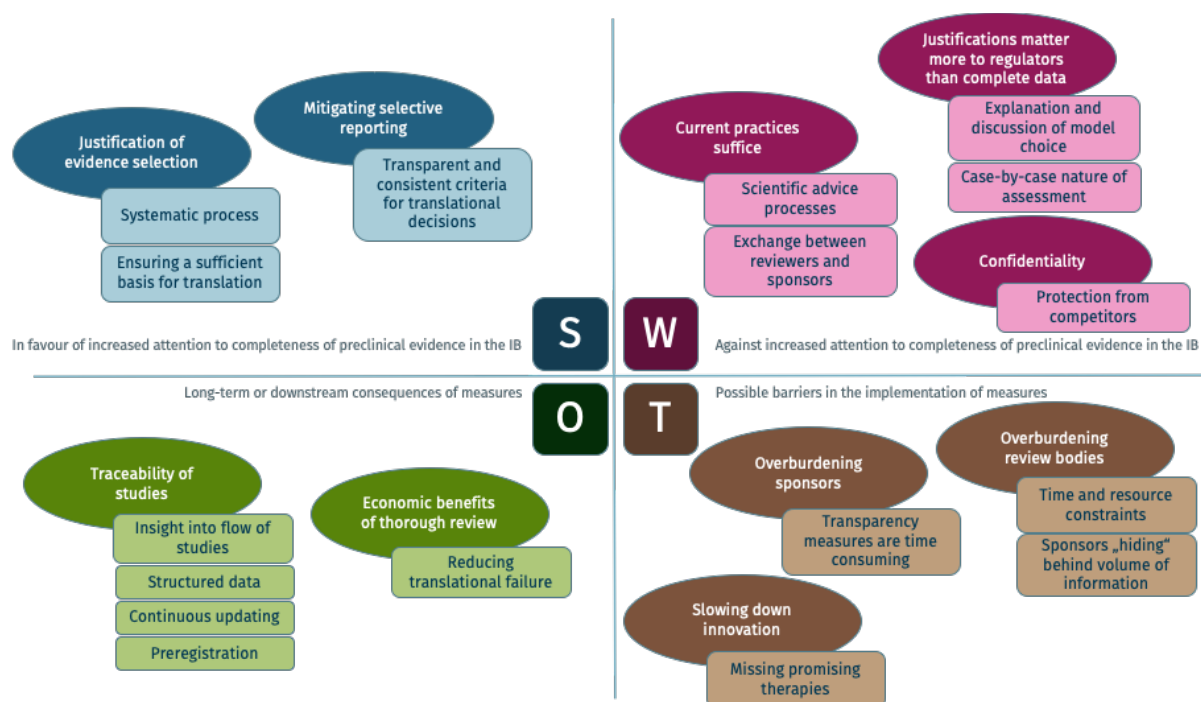 Justification of
evidence selection
Systematic process
Ensuring a sufficient
basis for translation
Mitigating selective
reporting
Transparent and
consistent criteria
for translational
decisions
In favour of increased attention to completeness of preclinical evidence in the IB
S
Current practices
suffice
Scientific advice
processes
Exchange between
reviewers and
sponsors
Justifications matter
more to regulators
than complete data
Explanation and
discussion of model
choice
Case-by-case nature of
assessment
Confidentiality
Protection from
competitors
W
Against increased attention to completeness of preclinical evidence in the IB
Long-term or downstream consequences of measures
O
Traceability of
studies
Insight into flow of
studies
Structured data
Continuous updating
Preregistration
Economic benefits
of thorough review
Reducing
translational failure
T
Possible barriers in the implementation of measures
Overburdening
sponsors
Transparency
measures are time
consuming
Overburdening
review bodies
Time and resource
constraints
Sponsors „hiding“
behind volume of
information
Slowing down
innovation
Missing promising
therapies